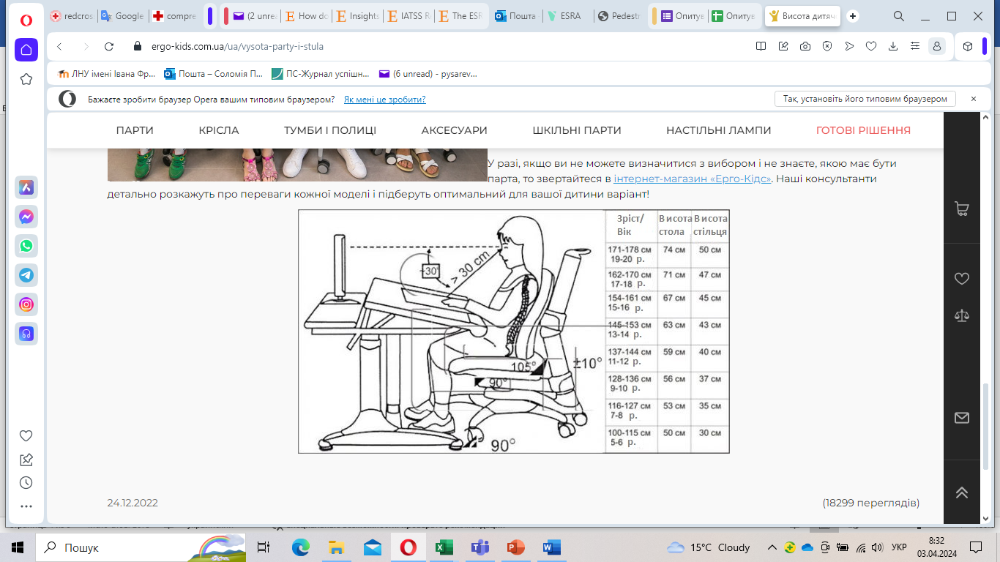 redcros
Google
compre
(2 unrea
How do
Insights
IATSS R
The ESR
Пошта
ESRA
Pedestr
Опитув
Опитув
Висота дитяч
ergo-kids.com.ua/ua/vysota-party-i-stula
ЛНУ імені Івана Фр...
Пошта – Соломія П...
ПС-Журнал успішн...
(6 unread) - pysarev...
Бажаєте зробити браузер Opera вашим типовим браузером? Як мені це зробити?
Так, установіть його типовим браузером
ПАРТИ
КРІСЛА
ТУМБИ І ПОЛИЦІ
АКСЕСУАРИ
ШКІЛЬНІ ПАРТИ
НАСТІЛЬНІ ЛАМПИ
ГОТОВІ РІШЕННЯ
У разі, якщо ви не можете визначитися з вибором і не знаєте, якою має бути
парта, то звертайтеся в інтернет-магазин «Ерго-Кідс». Наші консультанти
детально розкажуть про переваги кожної моделі і підберуть оптимальний для вашої дитини варіант!
30°
> 30 cm
105°
90°
±10°
90°
Зріст/ Висота Висота
Вік стола стільця
171-178 см 74 см 50 см
19-20 р.
162-170 см 71 см 47 см
17-18 р.
154-161 см 67 см 45 см
15-16 р.
145-153 см 63 см 43 см
13-14 р.
137-144 см 59 см 40 см
11-12 р.
128-136 см 56 см 37 см
9-10 р.
116-127 см 53 см 35 см
7-8 р.
100-115 см 50 см 30 см
5-6 р.
24.12.2022
(18299 переглядів)
Пошук
15°C Cloudy
УКР
8:32
03.04.2024